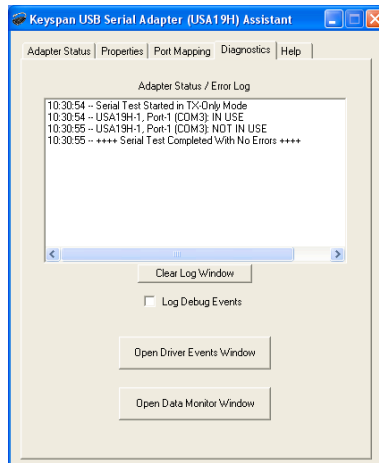 Keyspan USB Serial Adapter (USA19H) Assistant
Adapter Status Properties Port Mapping Diagnostics Help
Adapter Status / Error Log
10:30:54 -- Serial Test Started in TX-Only Mode
10:30:54 -- USA19H-1, Port-1 (COM3): IN USE
10:30:55 -- USA19H-1, Port-1 (COM3): NOT IN USE
10:30:55 -- ++++ Serial Test Completed With No Errors ++++
Clear Log Window
Log Debug Events
Open Driver Events Window
Open Data Monitor Window